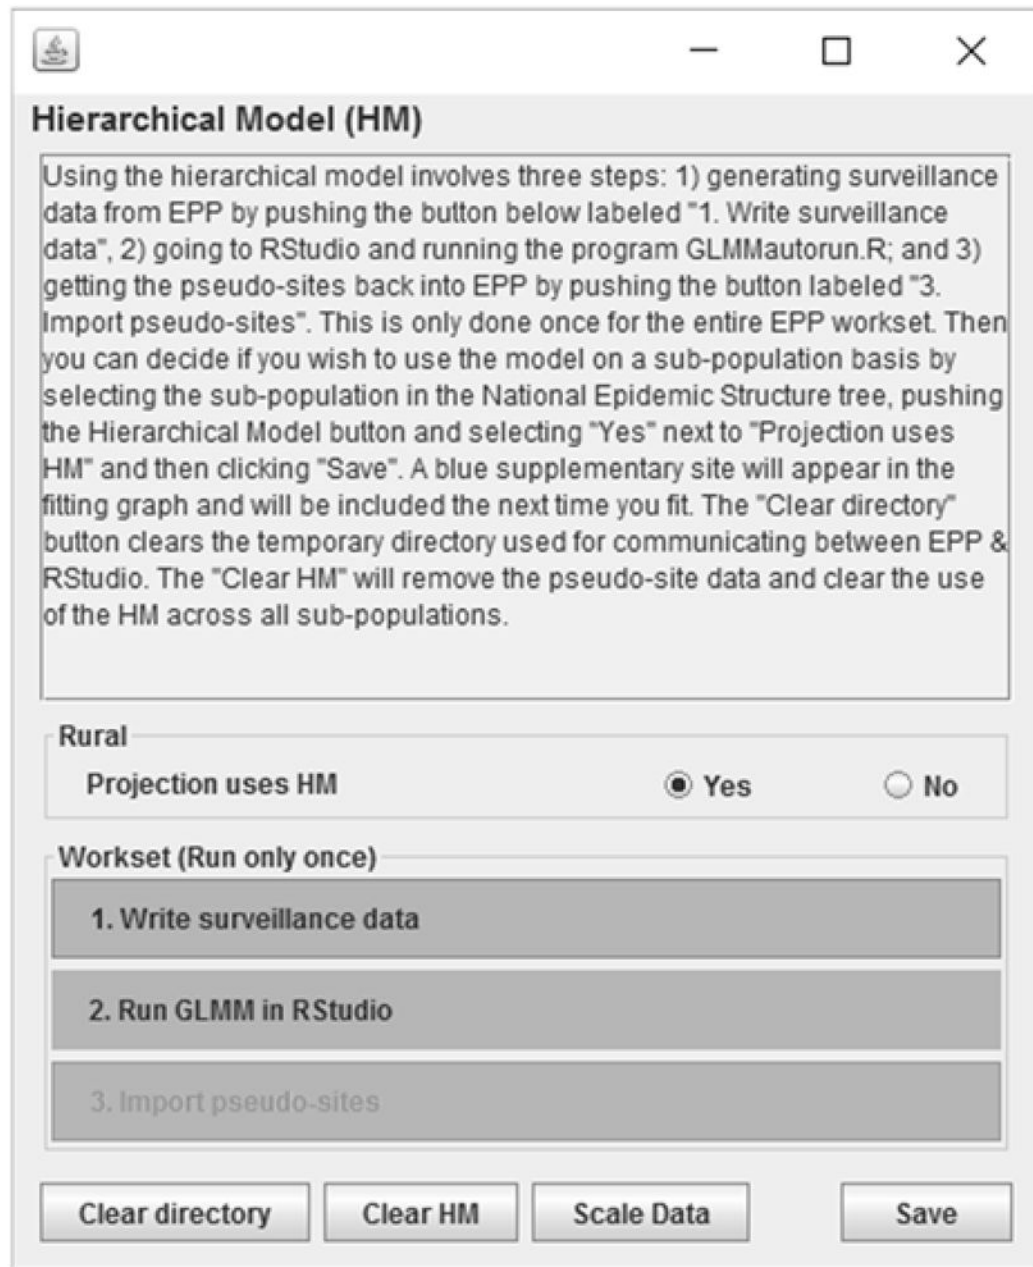 Hierarchical Model (HM)
Using the hierarchical model involves three steps: 1) generating surveillance
data from EPP by pushing the button below labeled "1. Write surveillance
data", 2) going to RStudio and running the program GLMMautorun.R; and 3)
getting the pseudo-sites back into EPP by pushing the button labeled "3.
Import pseudo-sites". This is only done once for the entire EPP workset. Then
you can decide if you wish to use the model on a sub-population basis by
selecting the sub-population in the National Epidemic Structure tree, pushing
the Hierarchical Model button and selecting "Yes" next to "Projection uses
HM" and then clicking "Save". A blue supplementary site will appear in the
fitting graph and will be included the next time you fit. The "Clear directory"
button clears the temporary directory used for communicating between EPP &
RStudio. The "Clear HM" will remove the pseudo-site data and clear the use
of the HM across all sub-populations.
Rural
Projection uses HM Yes No
Workset (Run only once)
1. Write surveillance data
2. Run GLMM in RStudio
3. Import pseudo-sites
Clear directory Clear HM Scale Data Save